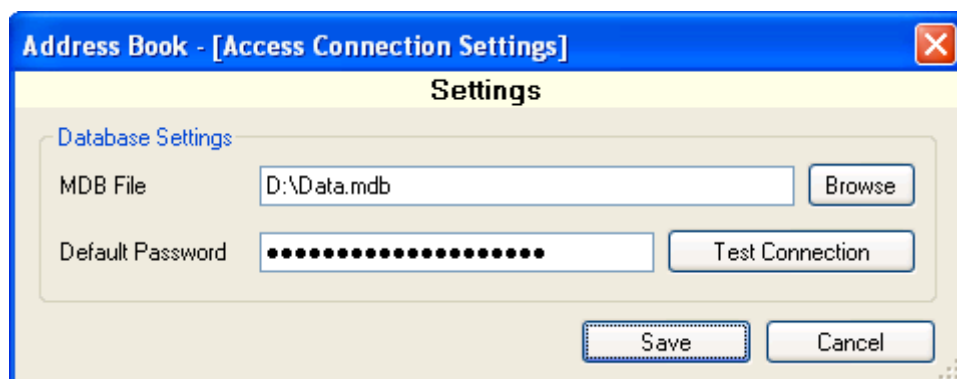 Address Book - [Access Connection Settings]
Settings
Database Settings
MDB File D:\Data.mdb Browse
Default Password ●●●●●●●●●●●●●●●●●●●● Test Connection
Save Cancel